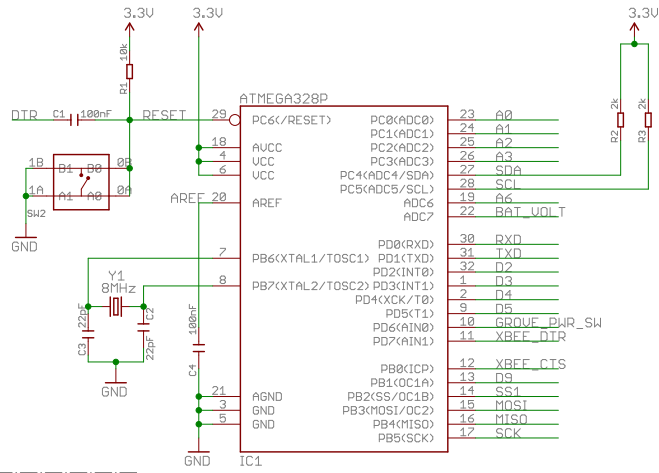 3.3V
3.3V
3.3V
10k
R1
ATMEGA328P
DTR
C1
100nF
RESET
29
PC6(/RESET)
PC0(ADC0)
23
A0
PC1(ADC1)
24
A1
18
AVCC
PC2(ADC2)
25
A2
4
VCC
PC3(ADC3)
26
A3
6
VCC
PC4(ADC4/SDA)
27
SDA
PC5(ADC5/SCL)
28
SCL
R2
2k
R3
2k
1B
B1
B0
0B
1A
A1
A0
0A
SW2
GND
AREF
20
AREF
ADC6
19
A6
ADC7
22
BAT_VOLT
PD0(RXD)
30
RXD
7
PB6(XTAL1/TOSC1)
PD1(TXD)
31
TXD
PD2(INT0)
32
D2
8
PB7(XTAL2/TOSC2)
PD3(INT1)
1
D3
PD4(XCK/T0)
2
D4
PD5(T1)
9
D5
PD6(AIN0)
10
GROVE_PWR_SW
PD7(AIN1)
11
XBEE_DTR
Y1
8MHz
22pF
C3
C2
22pF
GND
100nF
C4
PB0(ICP)
12
XBEE_CTS
PB1(OC1A)
13
D9
21
AGND
PB2(SS/OC1B)
14
SS1
3
GND
PB3(MOSI/OC2)
15
MOSI
5
GND
PB4(MISO)
16
MISO
PB5(SCK)
17
SCK
GND
IC1